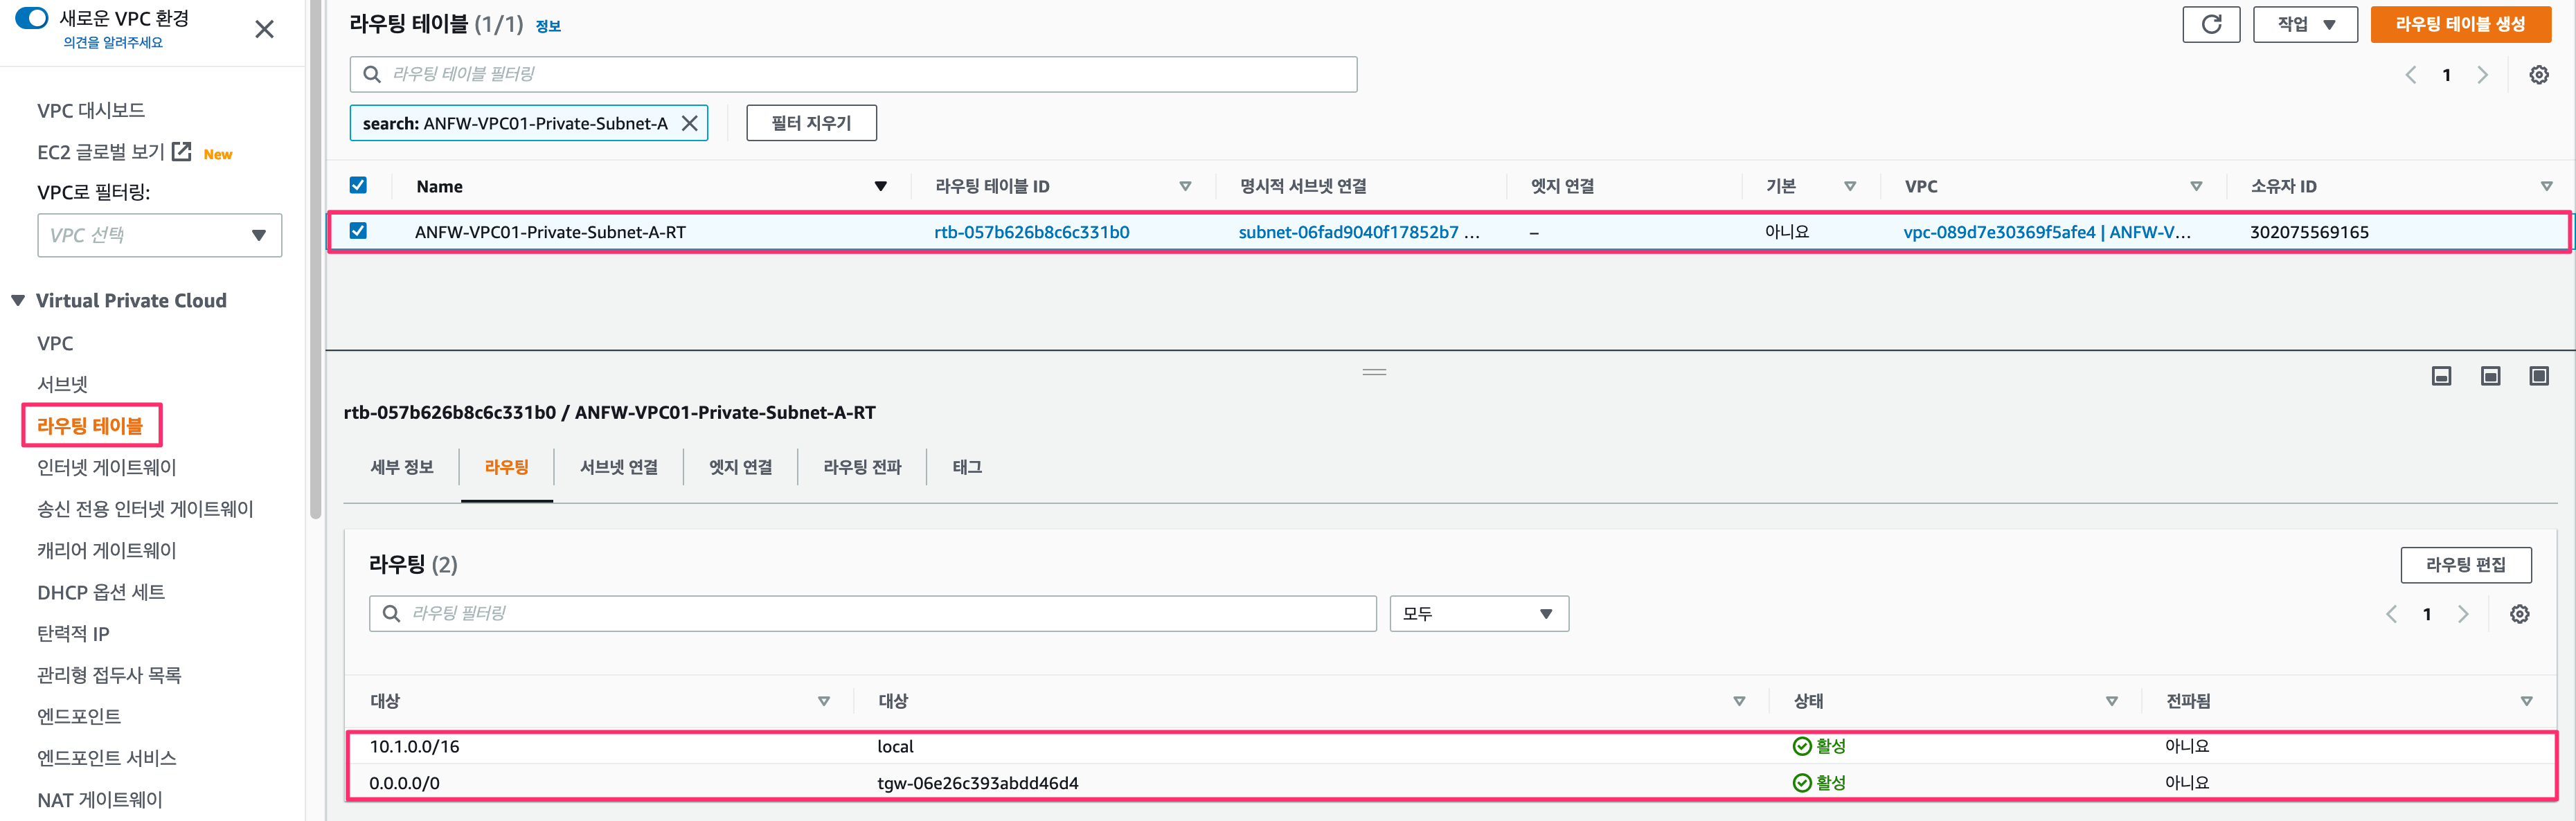 새로운 VPC 환경
의견을 알려주세요
VPC 대시보드
EC2 글로벌 보기 New
VPC로 필터링:
VPC 선택
Virtual Private Cloud
VPC
서브넷
라우팅 테이블
인터넷 게이트웨이
송신 전용 인터넷 게이트웨이
캐리어 게이트웨이
DHCP 옵션 세트
탄력적 IP
관리형 접두사 목록
엔드포인트
엔드포인트 서비스
NAT 게이트웨이
라우팅 테이블 (1/1) 정보
작업
라우팅 테이블 생성
라우팅 테이블 필터링
1
search: ANFW-VPC01-Private-Subnet-A
필터 지우기
Name 라우팅 테이블 ID 명시적 서브넷 연결 엣지 연결 기본 VPC 소유자 ID
ANFW-VPC01-Private-Subnet-A-RT rtb-057b626b8c6c331b0 subnet-06fad9040f17852b7 ... – 아니요 vpc-089d7e30369f5afe4 | ANFW-V... 302075569165
rtb-057b626b8c6c331b0 / ANFW-VPC01-Private-Subnet-A-RT
세부 정보 라우팅 서브넷 연결 엣지 연결 라우팅 전파 태그
라우팅 (2)
라우팅 편집
라우팅 필터링
모두
1
대상 대상 상태 전파됨
10.1.0.0/16 local 활성 아니요
0.0.0.0/0 tgw-06e26c393abdd46d4 활성 아니요